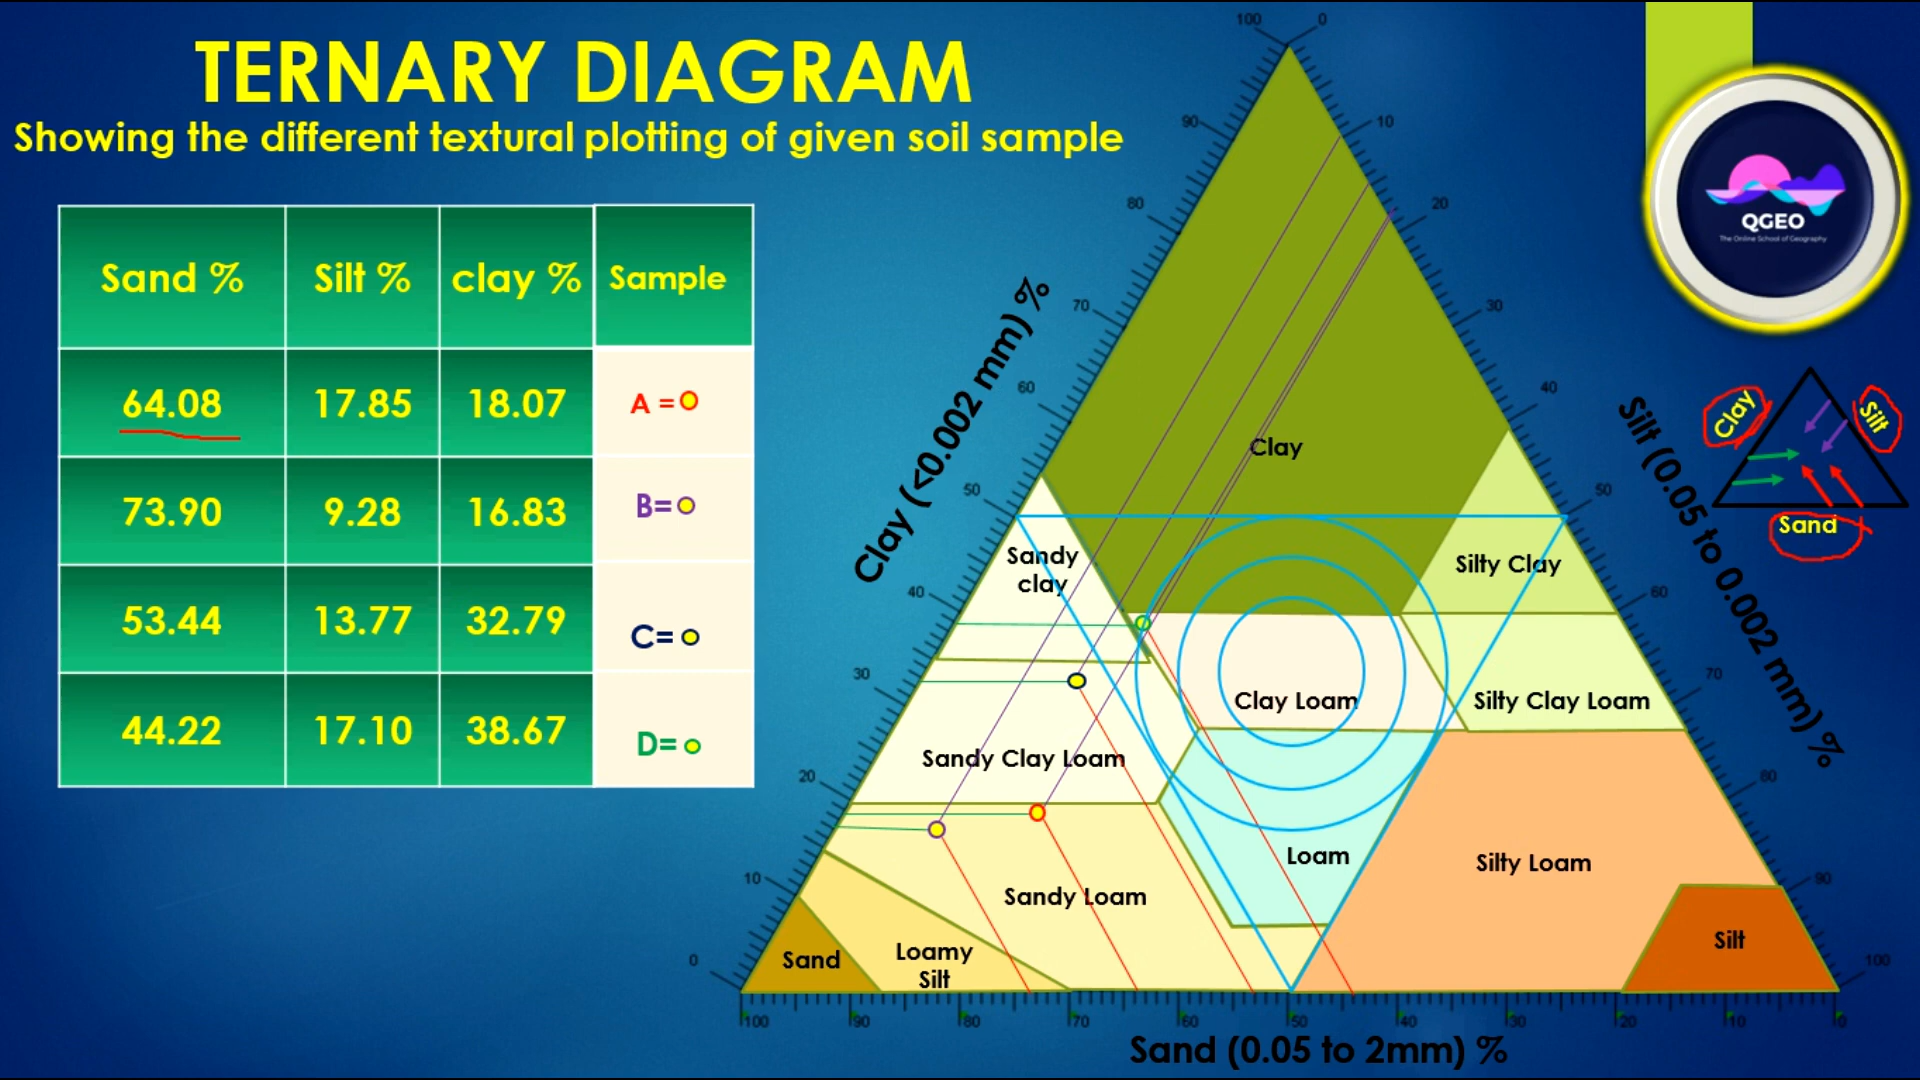 TERNARY DIAGRAM
Showing the different textural plotting of given soil sample
Sand % Silt % clay % Sample
64.08 17.85 18.07 A =
73.90 9.28 16.83 B=
53.44 13.77 32.79 C=
44.22 17.10 38.67 D=
100 0
90 10
80 20
70 30
60 40
50 50
40 60
30 70
20 80
10 90
0 100
Clay (<0.002 mm) %
Silt (0.05 to 0.002 mm) %
Clay
Sandy
clay
Silty Clay
Clay Loam
Silty Clay Loam
Sandy Clay Loam
Loam
Silty Loam
Sandy Loam
Sand
Loamy
Silt
Silt
100 90 80 70 60 50 40 30 20 10 0
Sand (0.05 to 2mm) %
QGEO
The Online School of Geography
Clay
Silt
Sand